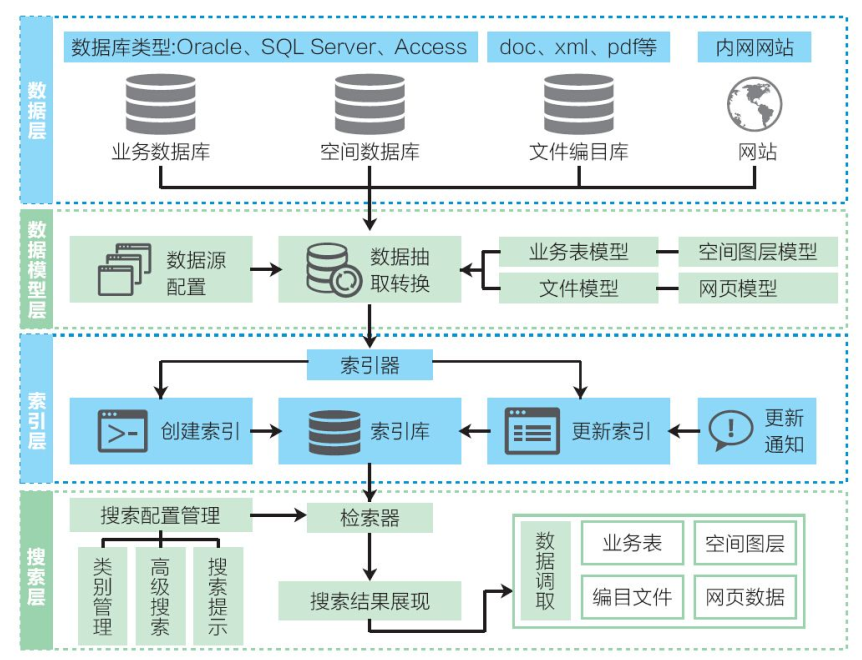 数据层
数据库类型:Oracle、SQL Server、Access
doc、xml、pdf等
内网网站
业务数据库
空间数据库
文件编目库
网站
数据模型层
数据源
配置
数据抽
取转换
业务表模型
空间图层模型
文件模型
网页模型
索引层
索引器
创建索引
索引库
更新索引
更新
通知
搜索层
搜索配置管理
检索器
类别管理
高级搜索
搜索提示
搜索结果展现
数据调取
业务表
空间图层
编目文件
网页数据